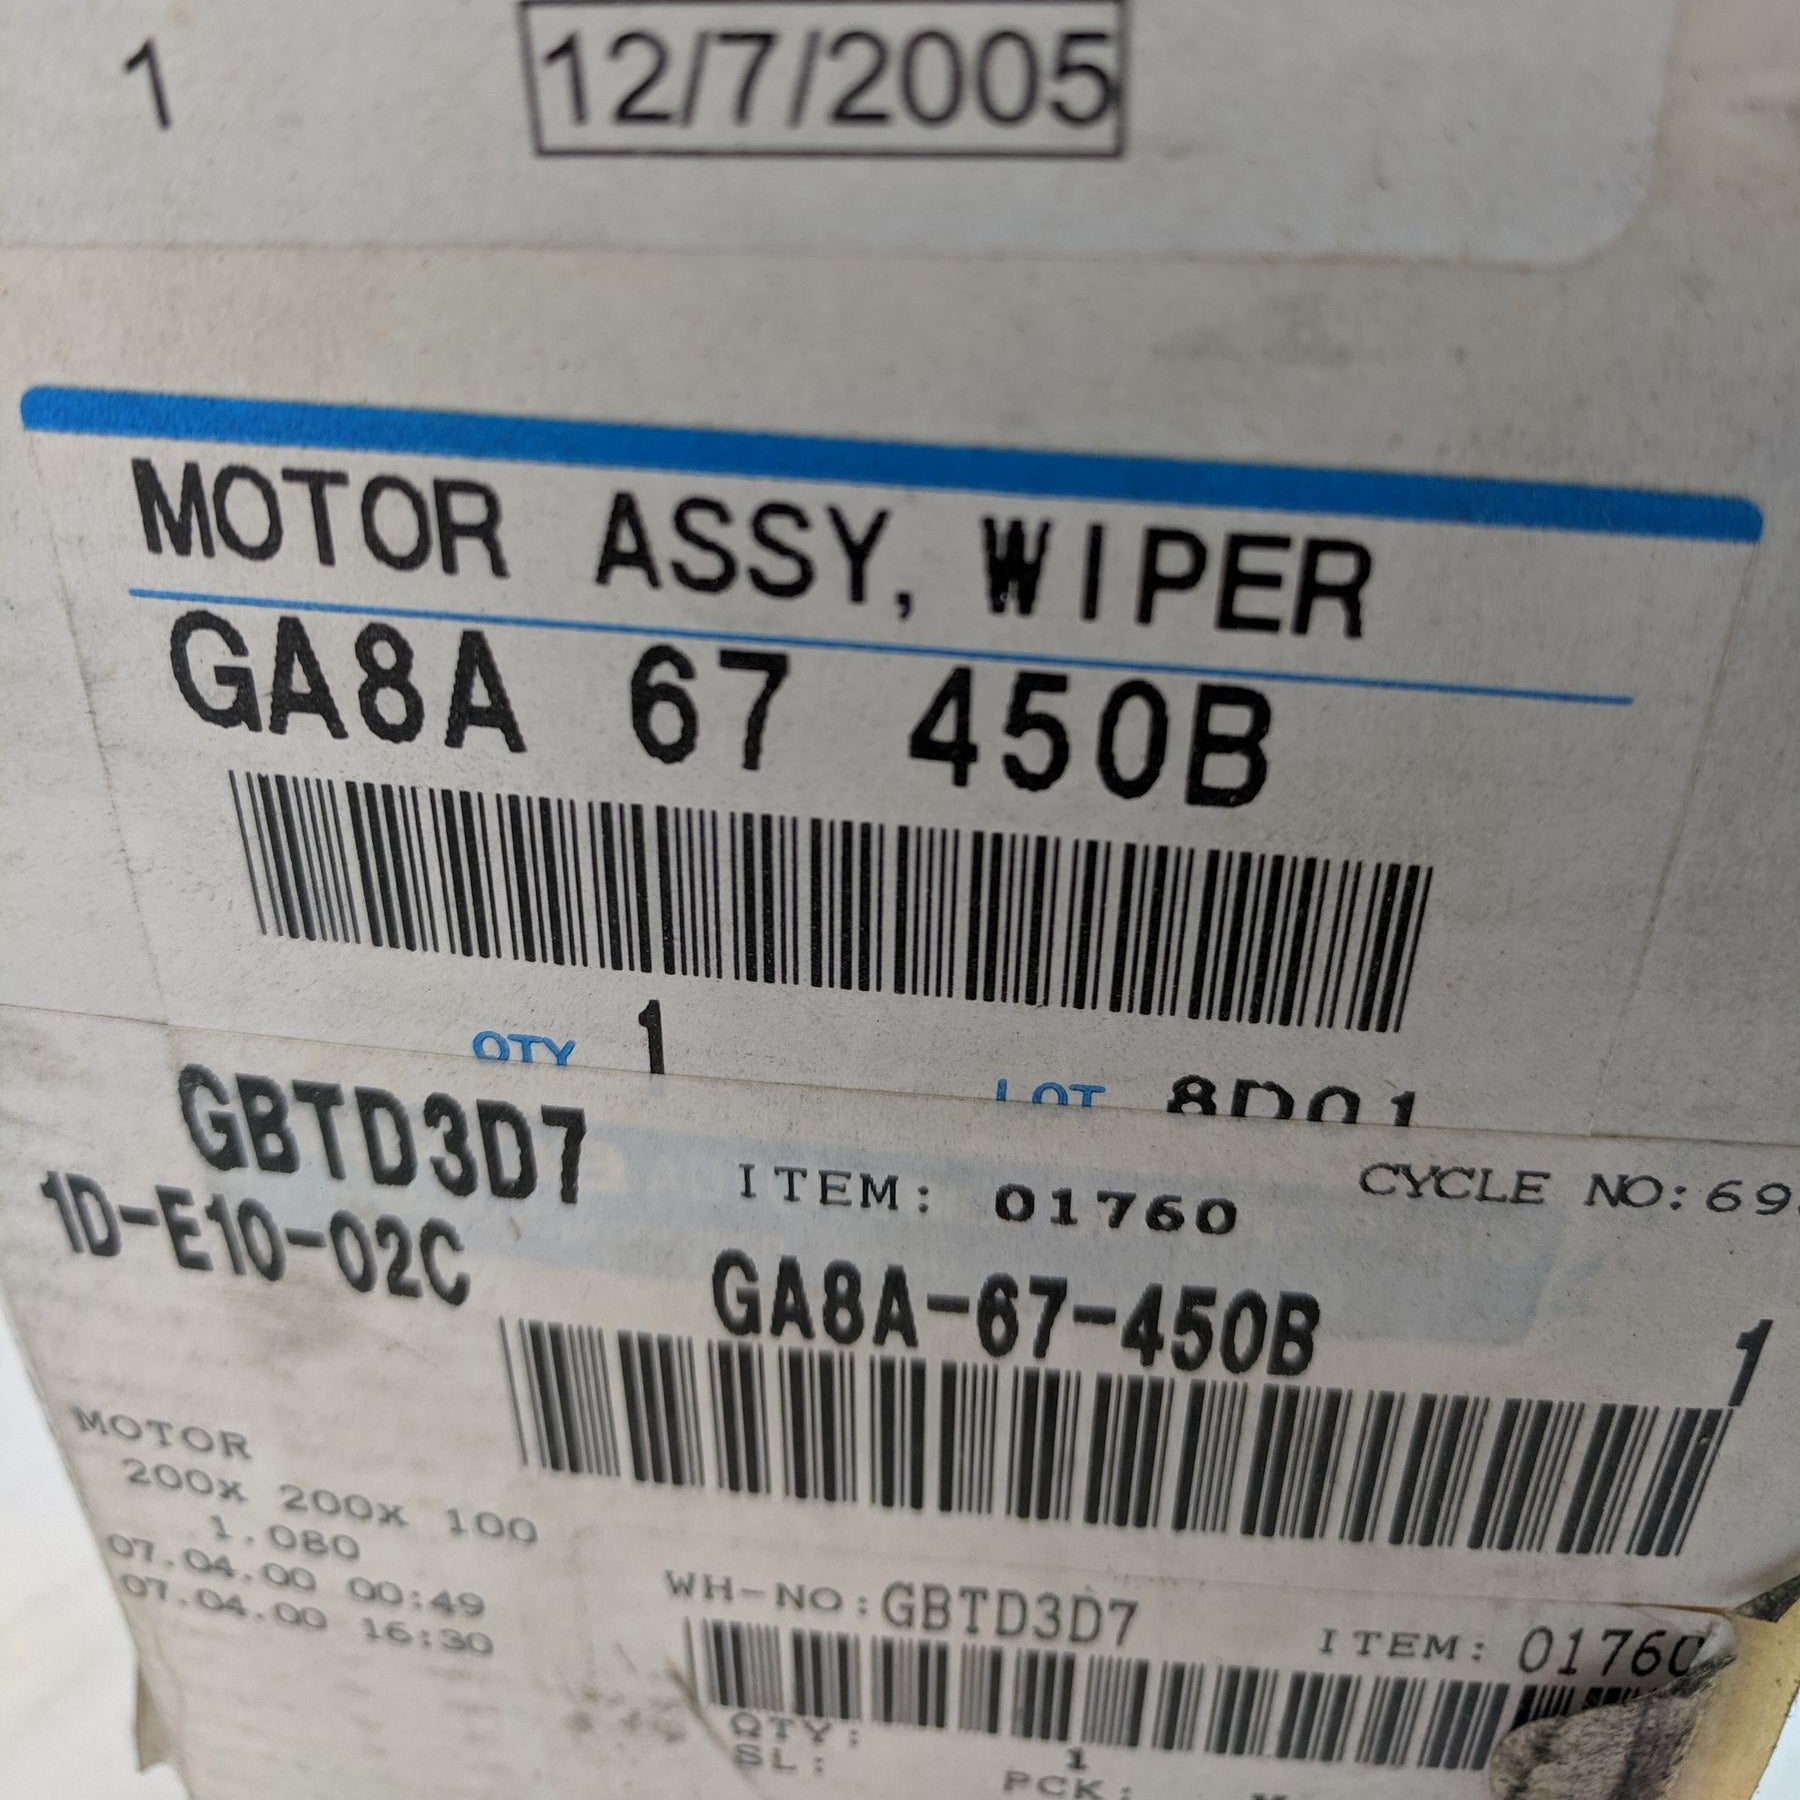 1 12/7/2005
MOTOR ASSY, WIPER
GA8A 67 450B
QTY 1
LOT 8D01
GBTD3D7 ITEM: 01760 CYCLE NO:69
1D-E10-02C
GA8A-67-450B 1
MOTOR
200x 200x 100
1.080
07.04.00 00:49
07.04.00 16:30
WH-NO:GBTD3D7 ITEM: 01760
QTY: 1
SL: PCK: